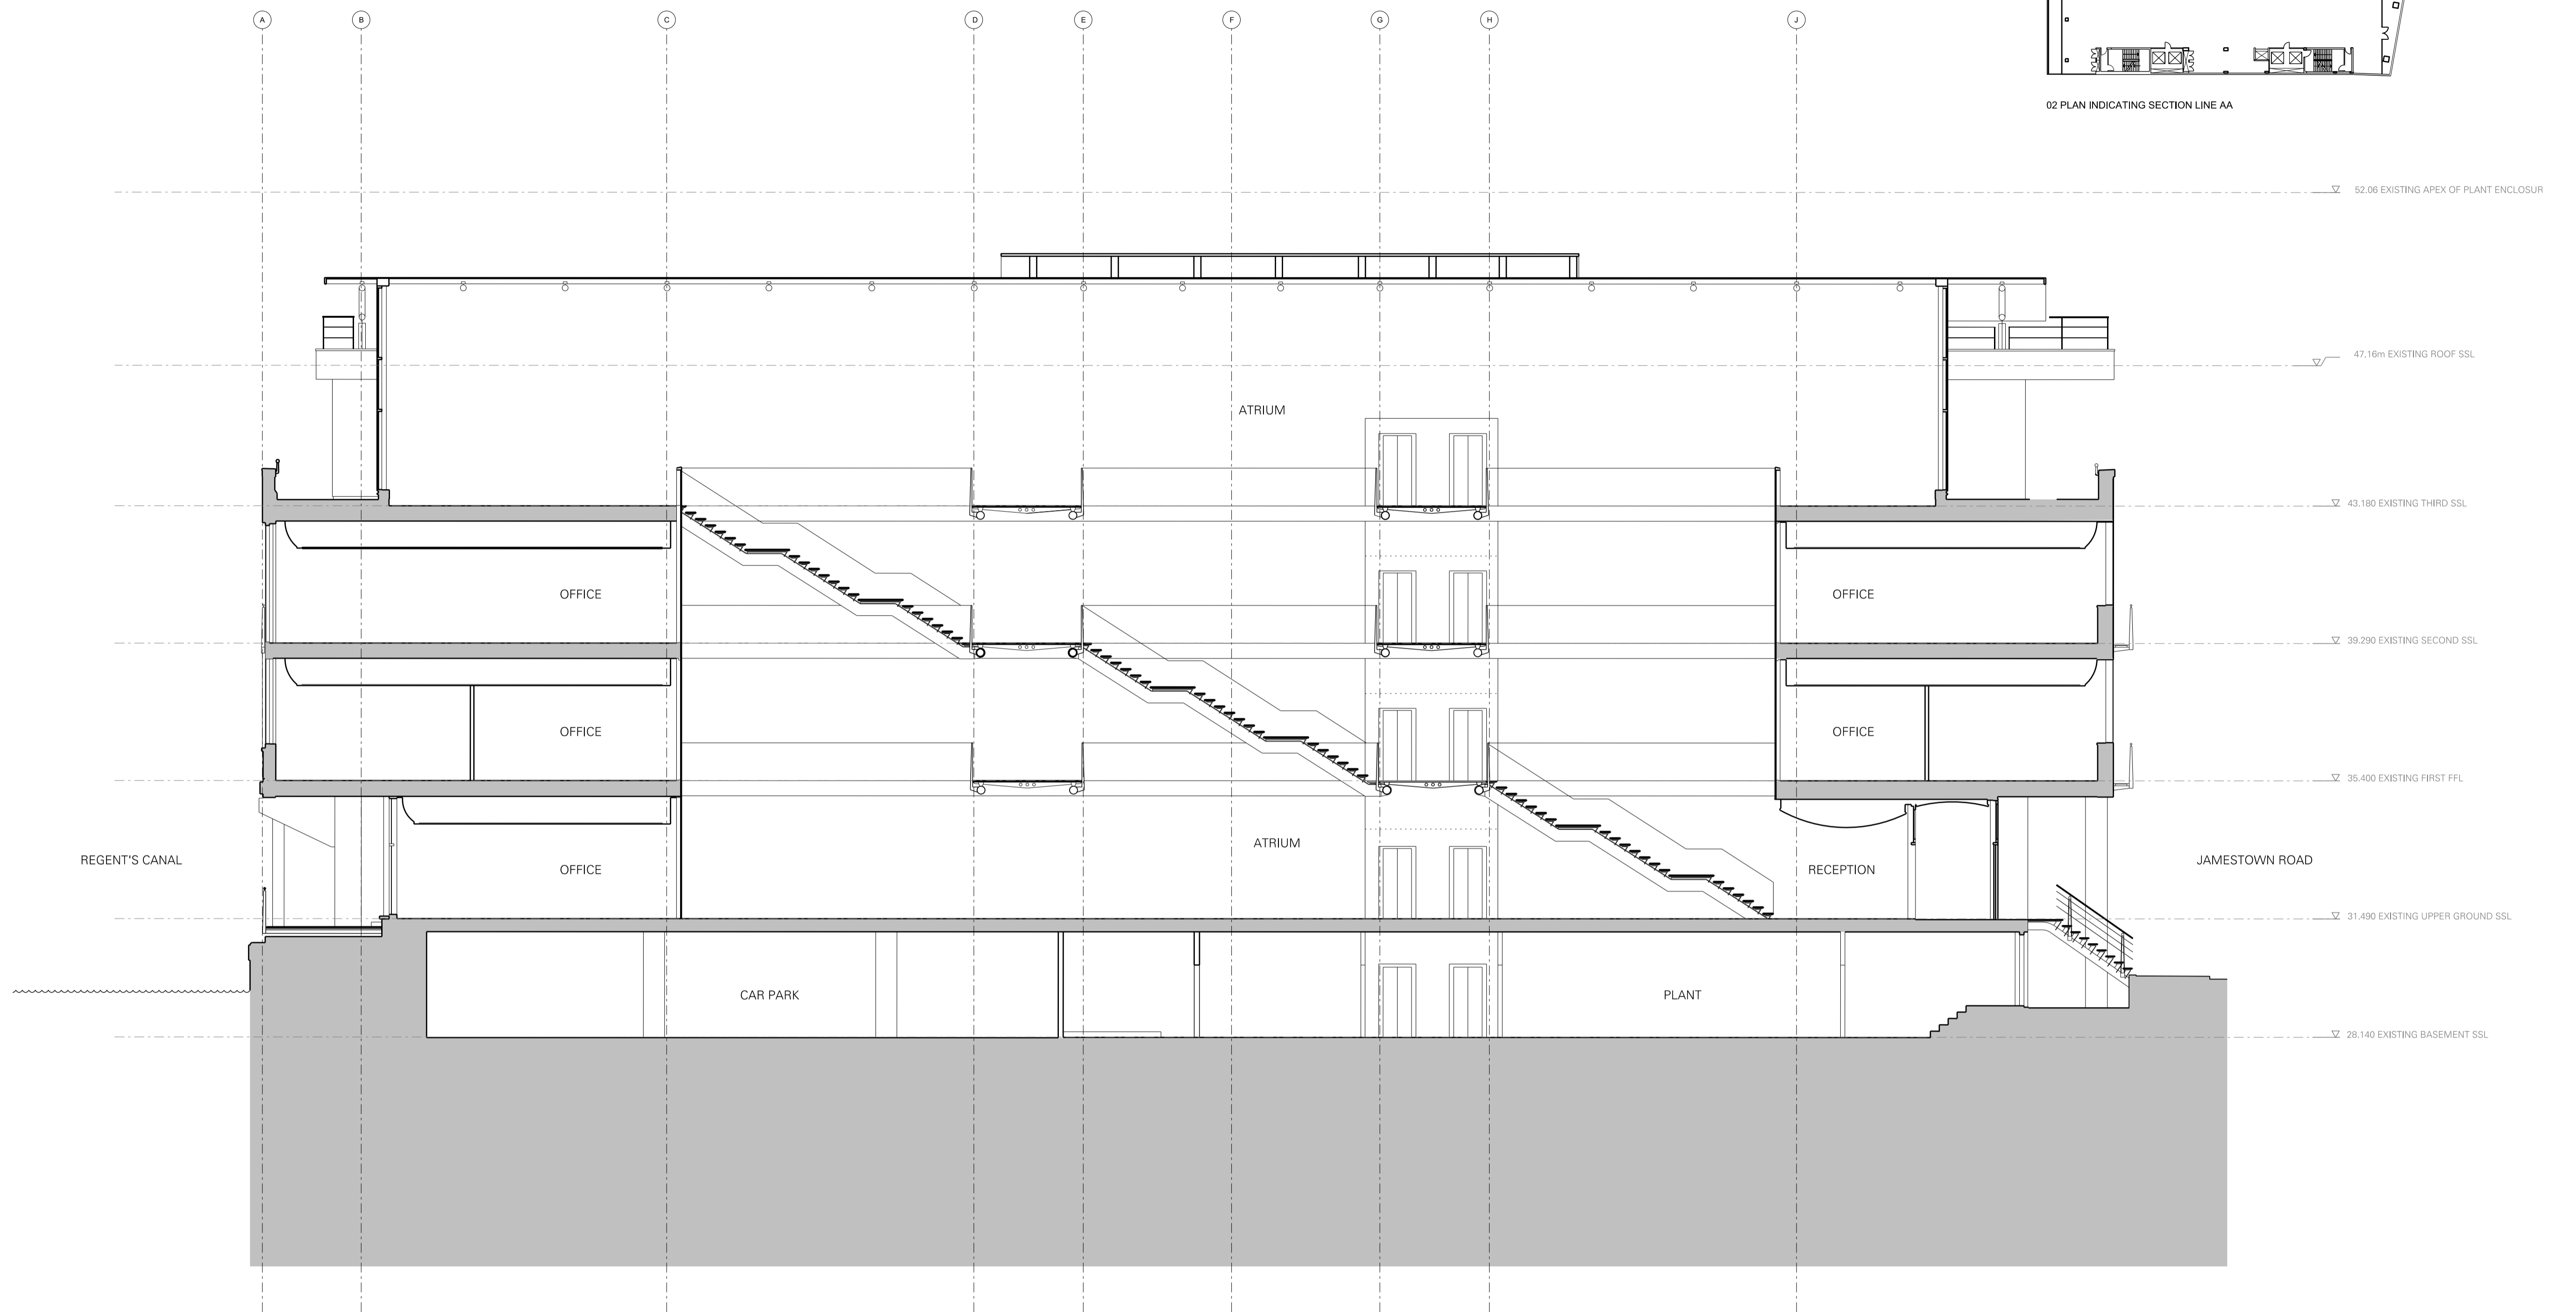 A B C D E F G H J
02 PLAN INDICATING SECTION LINE AA
52.06 EXISTING APEX OF PLANT ENCLOSUR
47.16m EXISTING ROOF SSL
ATRIUM
43.180 EXISTING THIRD SSL
OFFICE OFFICE
39.290 EXISTING SECOND SSL
OFFICE OFFICE
35.400 EXISTING FIRST FFL
ATRIUM
REGENT'S CANAL JAMESTOWN ROAD
OFFICE RECEPTION
31.490 EXISTING UPPER GROUND SSL
CAR PARK PLANT
28.140 EXISTING BASEMENT SSL